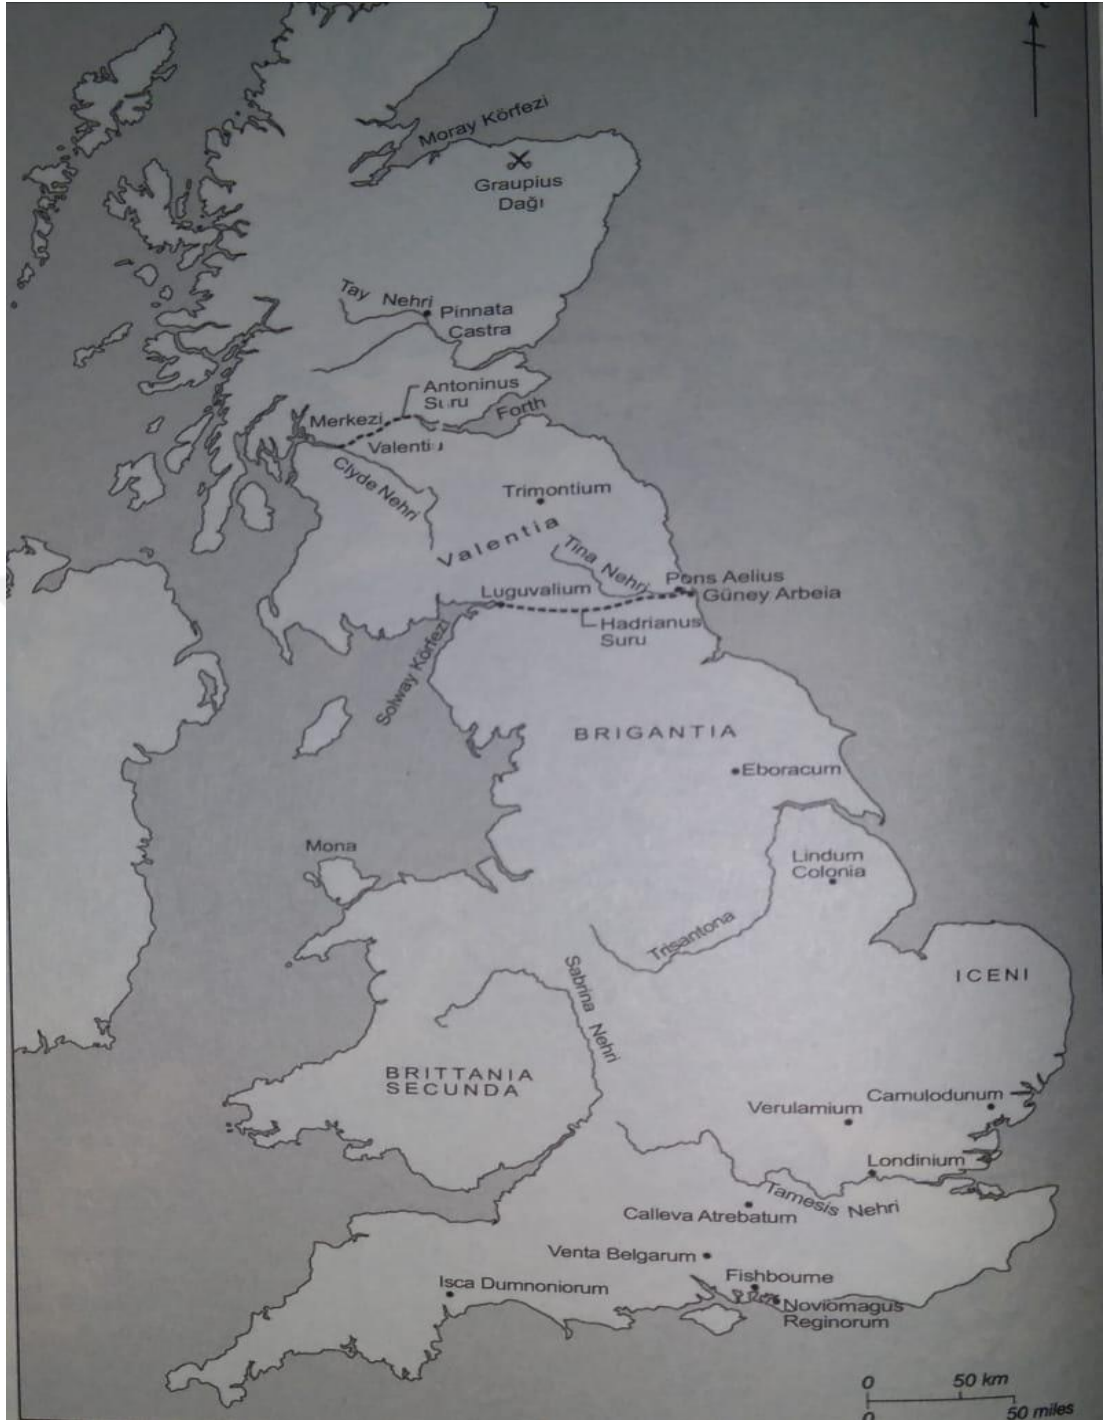 Moray Körfezi
Graupius
Dağı
Tay Nehri
Pinnata
Castra
Antoninus
Forth
Merkezi
Clyde Nehri
Trimontium
Valentia
Tina Nehri
Pons Aelius
Luguvalium
Güney Arbeia
Hadrianus
Suru
Solway Körfezi
BRIGANTIA
Eboracum
Mona
Lindum
Colonia
Trisantona
ICENI
Sabrina Nehri
BRITTANIA
SECUNDA
Camulodunum
Verulamium
Londinium
Tamesis Nehri
Calleva Atrebatum
Venta Belgarum
Fishbourne
Isca Dumnoniorum
Noviomagus
Reginorum
0 50 km
0 50 miles